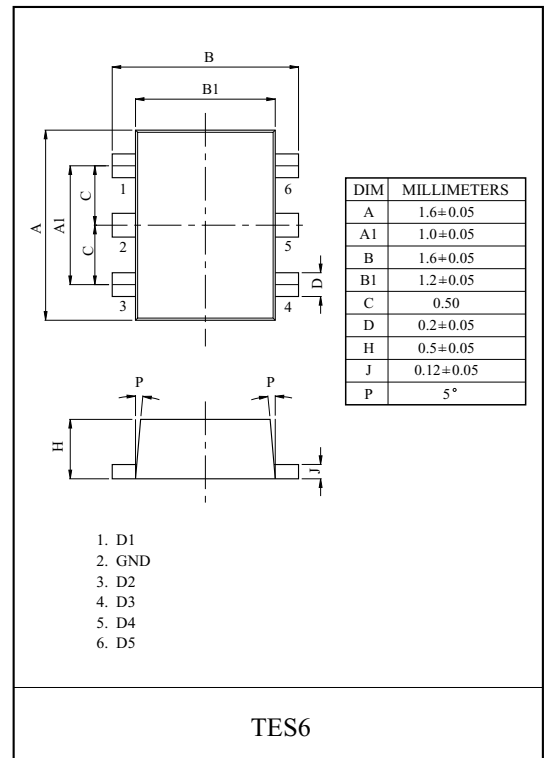 B
B1
A
A1
C
C
D
1
2
3
6
5
4
DIM MILLIMETERS
A 1.6±0.05
A1 1.0±0.05
B 1.6±0.05
B1 1.2±0.05
C 0.50
D 0.2±0.05
H 0.5±0.05
J 0.12±0.05
P 5°
P
P
H
J
1. D1
2. GND
3. D2
4. D3
5. D4
6. D5
TES6